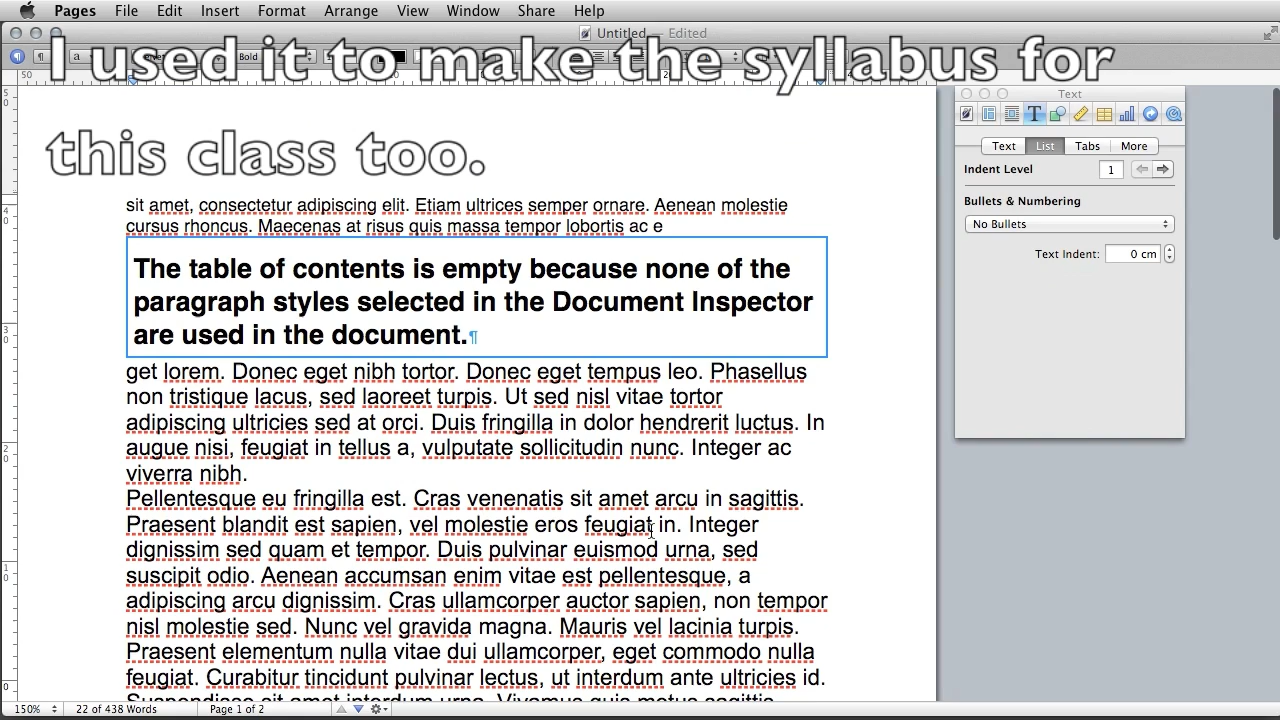 Pages File Edit Insert Format Arrange View Window Share Help
Untitled — Edited
I used it to make the syllabus for
this class too.
a Bold
50
Text
Text List Tabs More
Indent Level 1
Bullets & Numbering
No Bullets
Text Indent: 0 cm
sit amet, consectetur adipiscing elit. Etiam ultrices semper ornare. Aenean molestie
cursus rhoncus. Maecenas at risus quis massa tempor lobortis ac e
The table of contents is empty because none of the
paragraph styles selected in the Document Inspector
are used in the document.¶
get lorem. Donec eget nibh tortor. Donec eget tempus leo. Phasellus
non tristique lacus, sed laoreet turpis. Ut sed nisl vitae tortor
adipiscing ultricies sed at orci. Duis fringilla in dolor hendrerit luctus. In
augue nisi, feugiat in tellus a, vulputate sollicitudin nunc. Integer ac
viverra nibh.
Pellentesque eu fringilla est. Cras venenatis sit amet arcu in sagittis.
Praesent blandit est sapien, vel molestie eros feugiat in. Integer
dignissim sed quam et tempor. Duis pulvinar euismod urna, sed
suscipit odio. Aenean accumsan enim vitae est pellentesque, a
adipiscing arcu dignissim. Cras ullamcorper auctor sapien, non tempor
nisl molestie sed. Nunc vel gravida magna. Mauris vel lacinia turpis.
Praesent elementum nulla vitae dui ullamcorper, eget commodo nulla
feugiat. Curabitur tincidunt pulvinar lectus, ut interdum ante ultricies id.
Suspendisse sit amet interdum urna. Vivamus quis metus sagittis
150% 22 of 438 Words Page 1 of 2